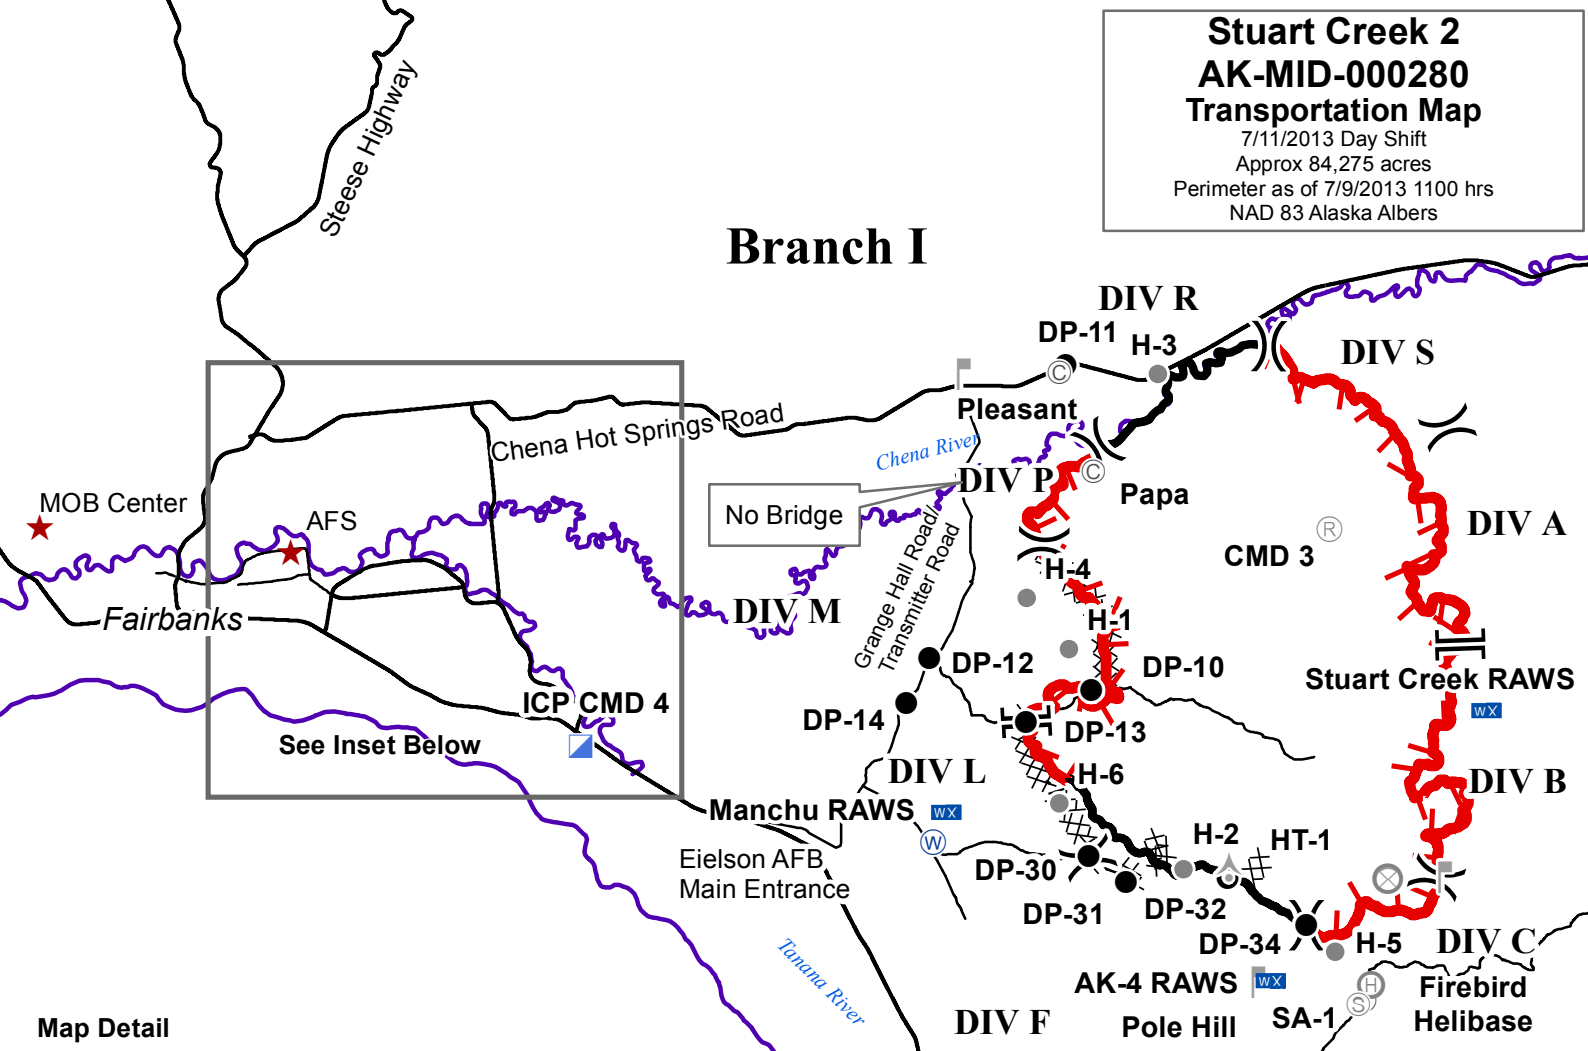 Stuart Creek 2
AK-MID-000280
Transportation Map
7/11/2013 Day Shift
Approx 84,275 acres
Perimeter as of 7/9/2013 1100 hrs
NAD 83 Alaska Albers
Steese Highway
Branch I
DIV R
DP-11
H-3
DIV S
C
Pleasant
Chena Hot Springs Road
Chena River
DIV P
C
Papa
MOB Center
AFS
No Bridge
Grange Hall Road/
Transmitter Road
CMD 3
R
DIV A
H-4
Fairbanks
DIV M
H-1
DP-12
DP-10
Stuart Creek RAWS
WX
ICP CMD 4
DP-14
DP-13
See Inset Below
DIV L
H-6
DIV B
Manchu RAWS
WX
W
H-2
HT-1
Eielson AFB
Main Entrance
DP-30
DP-31
DP-32
DP-34
H-5
DIV C
Tanana River
AK-4 RAWS
WX
H
Firebird
Helibase
S
SA-1
DIV F
Pole Hill
Map Detail